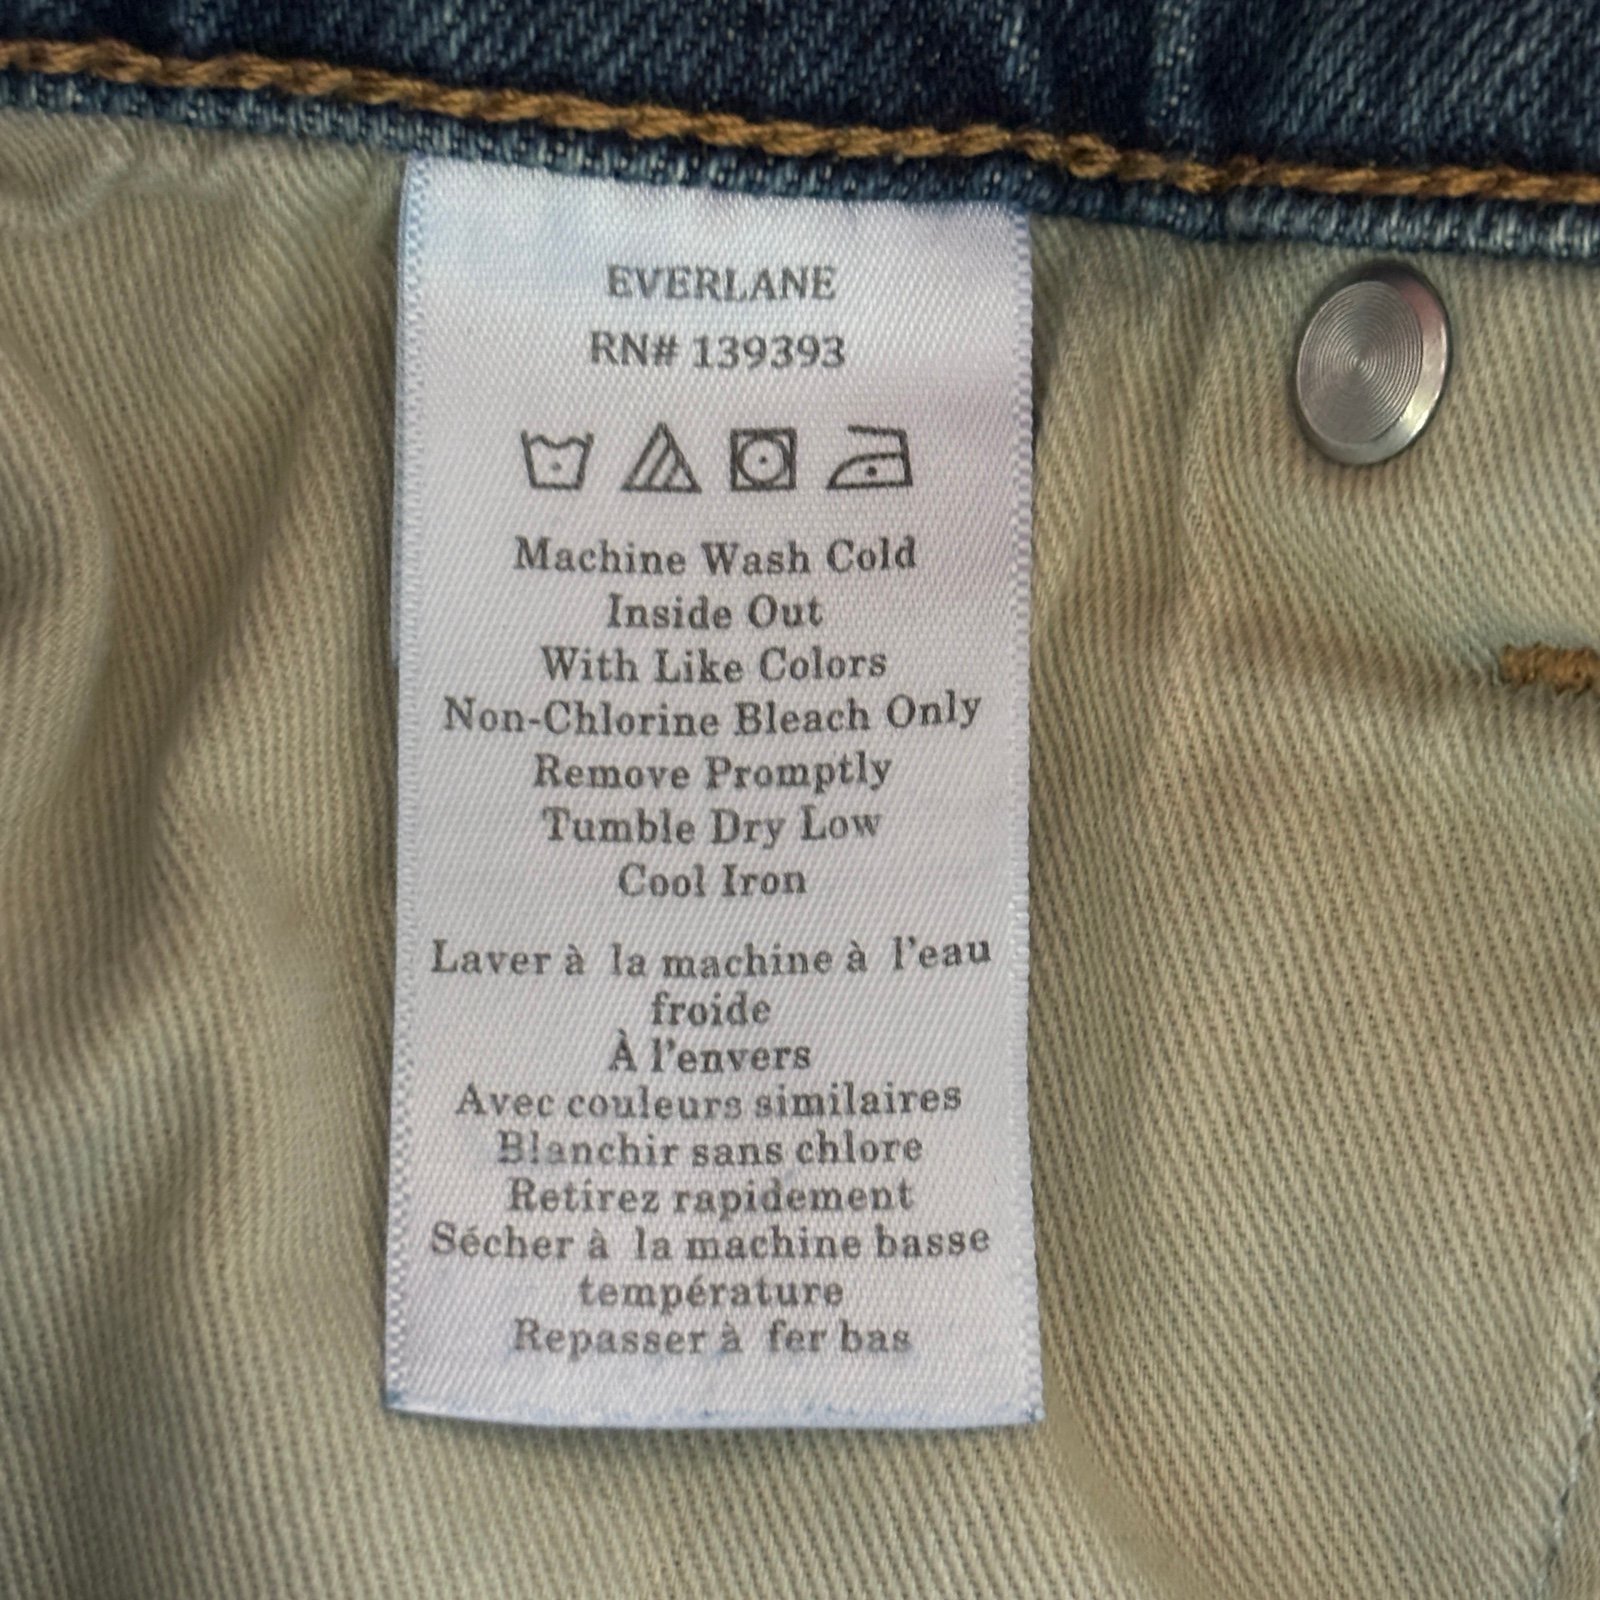 EVERLANE
RN# 139393
Machine Wash Cold
Inside Out
With Like Colors
Non-Chlorine Bleach Only
Remove Promptly
Tumble Dry Low
Cool Iron
Laver à la machine à l'eau
froide
À l'envers
Avec couleurs similaires
Blanchir sans chlore
Retirez rapidement
Sécher à la machine basse
température
Repasser à fer bas